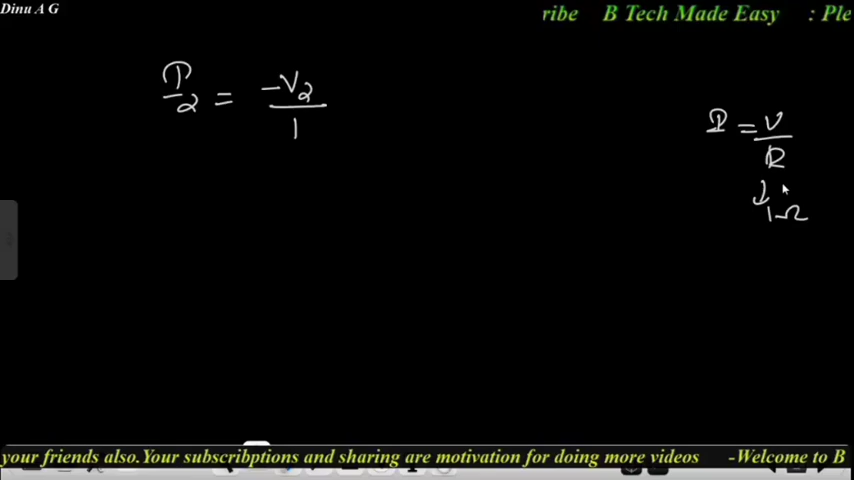 Dinu A G
ribe B Tech Made Easy : Ple
I₂ = -V₂/1
I = V/R
↓
1Ω
your friends also.Your subscribptions and sharing are motivation for doing more videos -Welcome to B